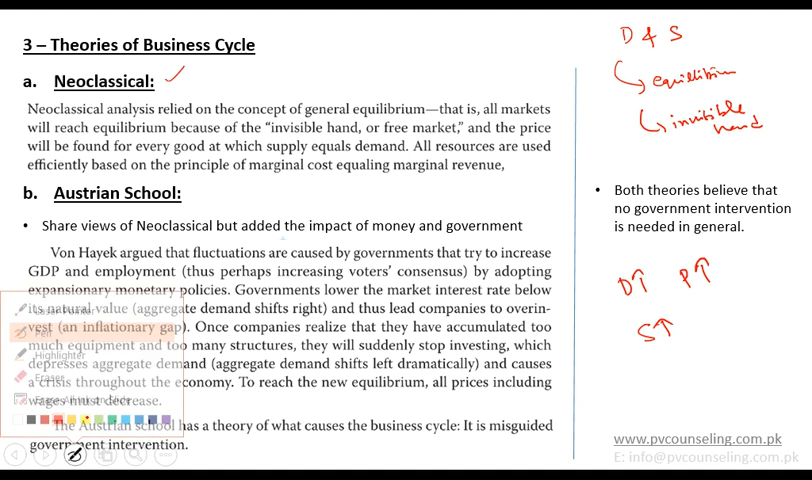 3 – Theories of Business Cycle
a. Neoclassical:
Neoclassical analysis relied on the concept of general equilibrium—that is, all markets
will reach equilibrium because of the “invisible hand, or free market,” and the price
will be found for every good at which supply equals demand. All resources are used
efficiently based on the principle of marginal cost equaling marginal revenue,
b. Austrian School:
• Share views of Neoclassical but added the impact of money and government
Von Hayek argued that fluctuations are caused by governments that try to increase
GDP and employment (thus perhaps increasing voters’ consensus) by adopting
expansionary monetary policies. Governments lower the market interest rate below
its natural value (aggregate demand shifts right) and thus lead companies to overin-
vest (an inflationary gap). Once companies realize that they have accumulated too
much equipment and too many structures, they will suddenly stop investing, which
depresses aggregate demand (aggregate demand shifts left dramatically) and causes
a crisis throughout the economy. To reach the new equilibrium, all prices including
wages must decrease.
The Austrian school has a theory of what causes the business cycle: It is misguided
government intervention.
Laser Pointer
Pen
Highlighter
Eraser
Erase All Ink on Slide
D & S
equilibrium
invisible
hand
• Both theories believe that
no government intervention
is needed in general.
D↑ P↑
S↑
www.pvcounseling.com.pk
E: info@pvcounseling.com.pk